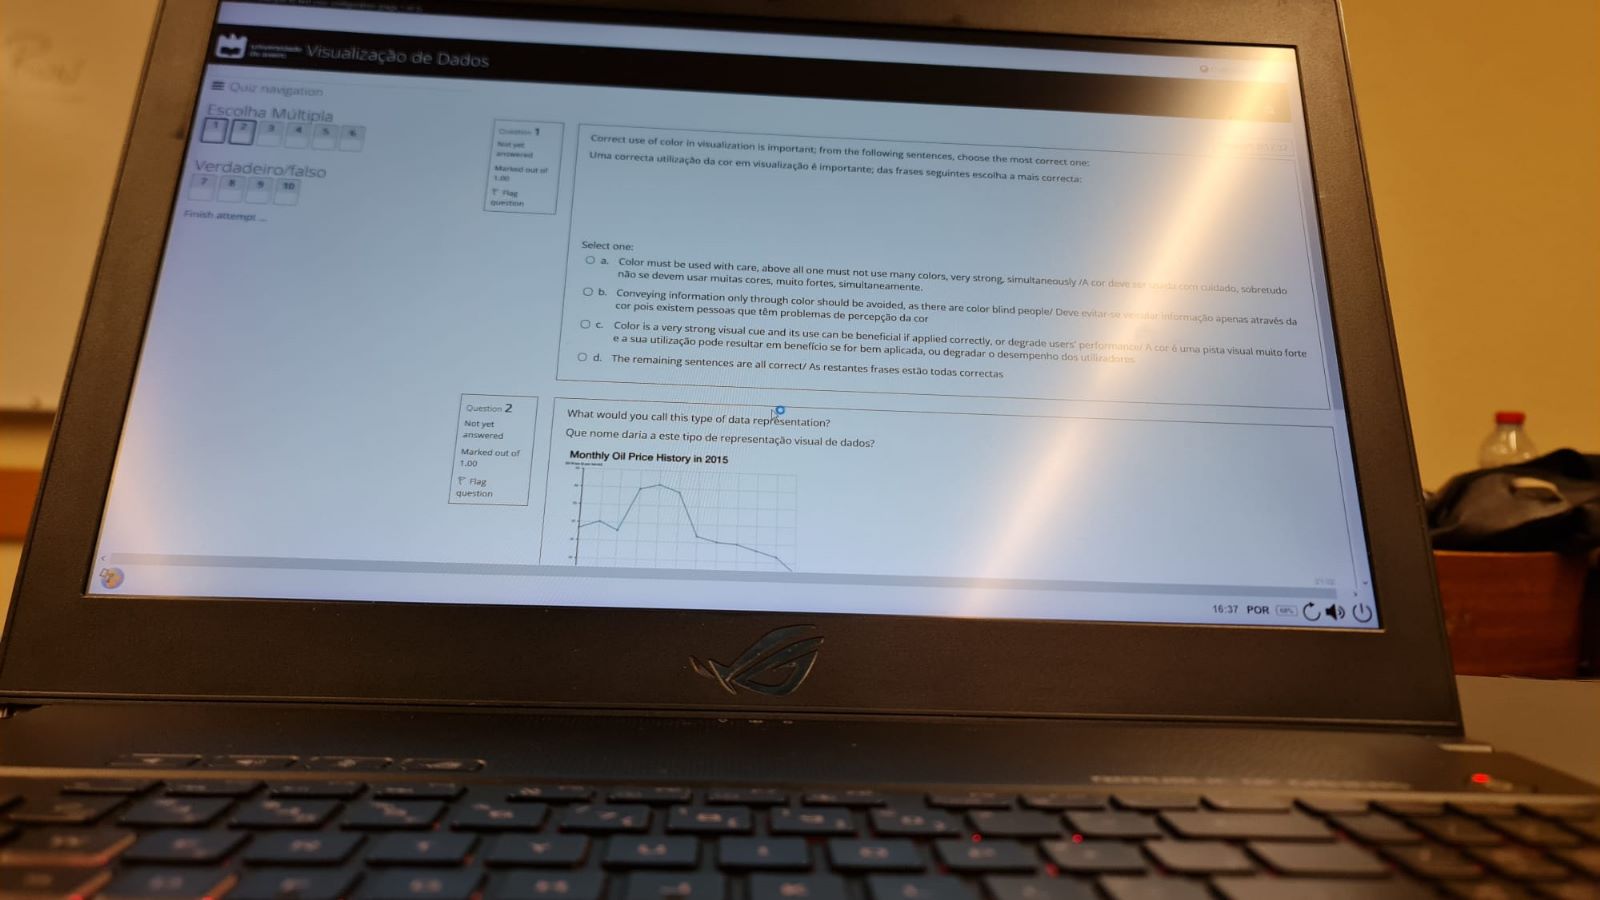 Visualização de Dados
Quiz navigation
Escolha Múltipla
1 2 3 4 5 6
Verdadeiro/falso
7 8 9 10
Finish attempt ...
Question 1
Not yet
answered
Marked out of
1.00
Flag
question
Correct use of color in visualization is important; from the following sentences, choose the most correct one:
Uma correcta utilização da cor em visualização é importante; das frases seguintes escolha a mais correcta:
Select one:
a. Color must be used with care, above all one must not use many colors, very strong, simultaneously /A cor deve ser usada com cuidado, sobretudo
não se devem usar muitas cores, muito fortes, simultaneamente.
b. Conveying information only through color should be avoided, as there are color blind people/ Deve evitar-se veicular informação apenas através da
cor pois existem pessoas que têm problemas de percepção da cor
c. Color is a very strong visual cue and its use can be beneficial if applied correctly, or degrade users' performance/ A cor é uma pista visual muito forte
e a sua utilização pode resultar em benefício se for bem aplicada, ou degradar o desempenho dos utilizadores
d. The remaining sentences are all correct/ As restantes frases estão todas correctas
Question 2
Not yet
answered
Marked out of
1.00
Flag
question
What would you call this type of data representation?
Que nome daria a este tipo de representação visual de dados?
Monthly Oil Price History in 2015
16:37 POR